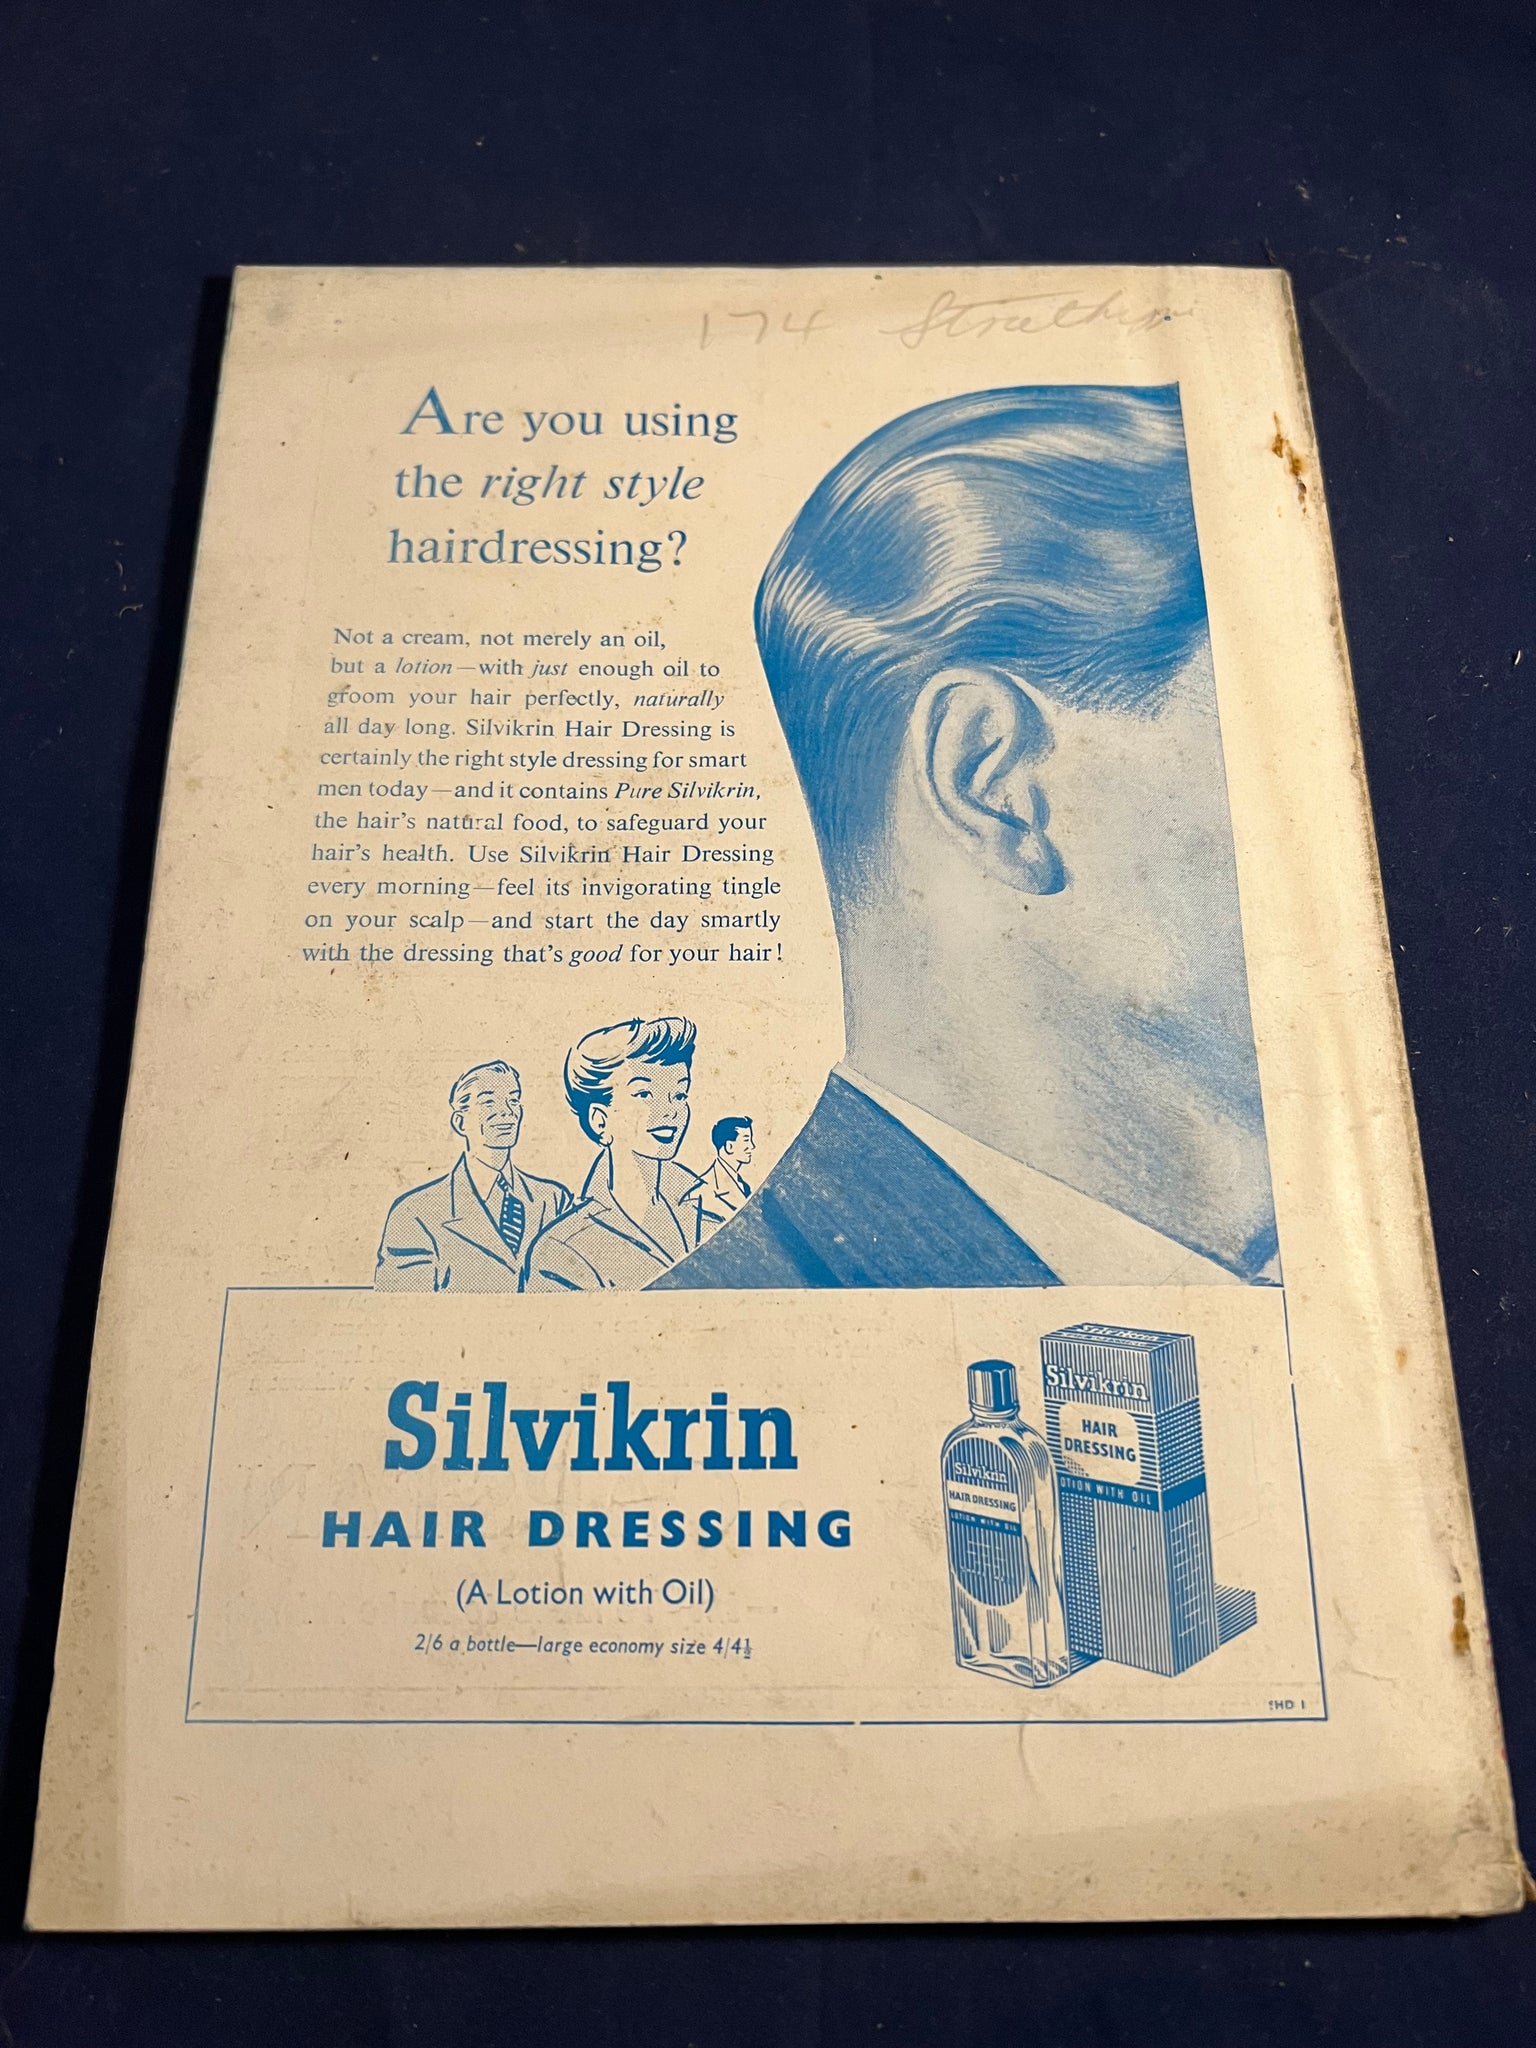 174
Are you using
the right style
hairdressing?
Not a cream, not merely an oil,
but a lotion—with just enough oil to
groom your hair perfectly, naturally
all day long. Silvikrin Hair Dressing is
certainly the right style dressing for smart
men today—and it contains Pure Silvikrin,
the hair's natural food, to safeguard your
hair's health. Use Silvikrin Hair Dressing
every morning—feel its invigorating tingle
on your scalp—and start the day smartly
with the dressing that's good for your hair!
Silvikrin
HAIR DRESSING
(A Lotion with Oil)
2/6 a bottle—large economy size 4/4½
Silvikrin
HAIR DRESSING
LOTION WITH OIL
Silvikrin
Silvikrin
HAIR
DRESSING
OTION WITH OIL
HD 1